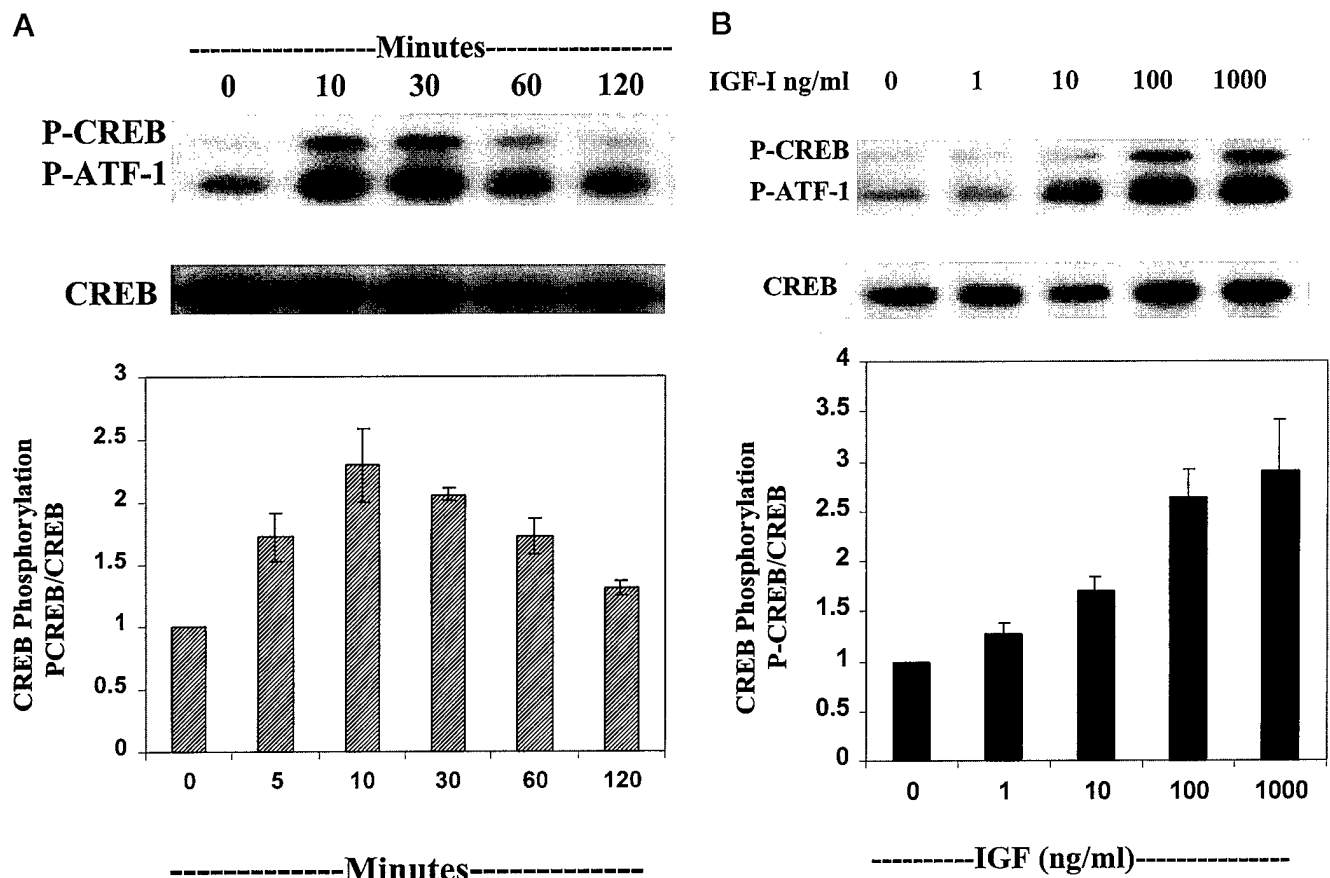 A
------------------Minutes------------------
0 10 30 60 120
P-CREB
P-ATF-1
CREB
3
2.5
2
1.5
1
0.5
0
CREB Phosphorylation
PCREB/CREB
0 5 10 30 60 120
-----------------Minutes-----------------
B
IGF-I ng/ml 0 1 10 100 1000
P-CREB
P-ATF-1
CREB
4
3.5
3
2.5
2
1.5
1
0.5
0
CREB Phosphorylation
P-CREB/CREB
0 1 10 100 1000
----------IGF (ng/ml)----------------